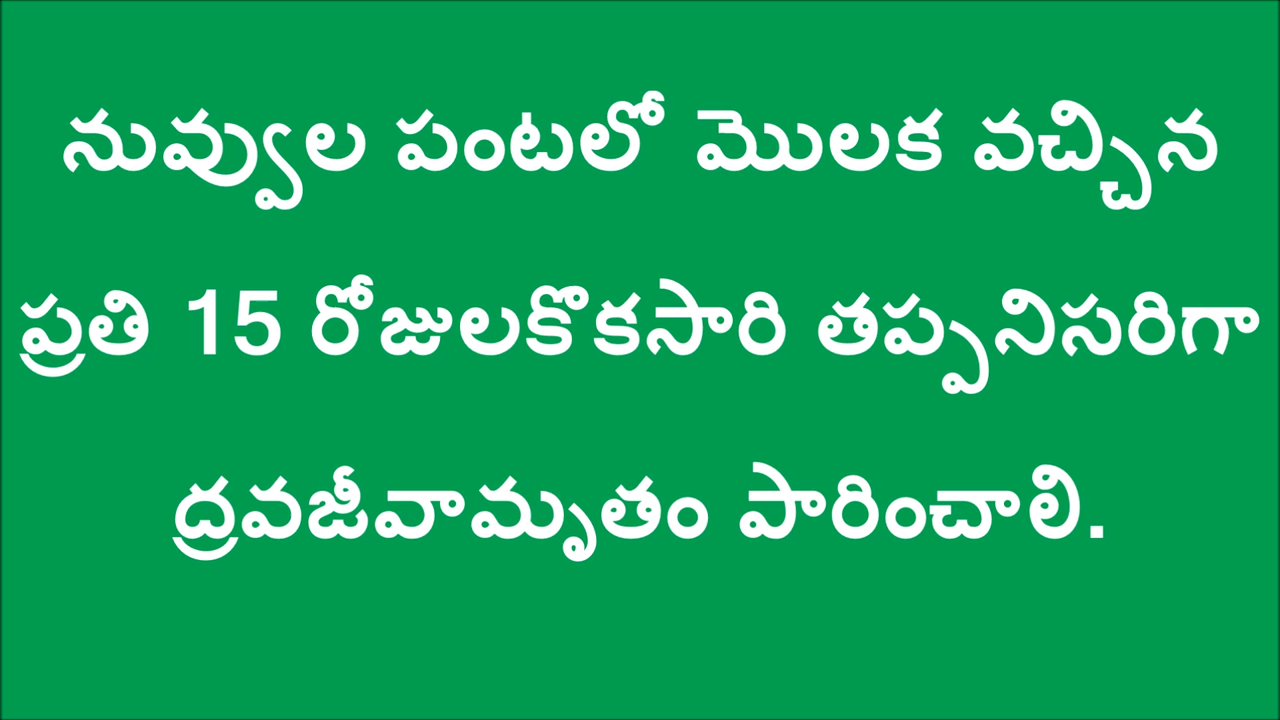 నువ్వుల పంటలో మొలక వచ్చిన
ప్రతి 15 రోజులకొకసారి తప్పనిసరిగా
ద్రవజీవామృతం పారించాలి.